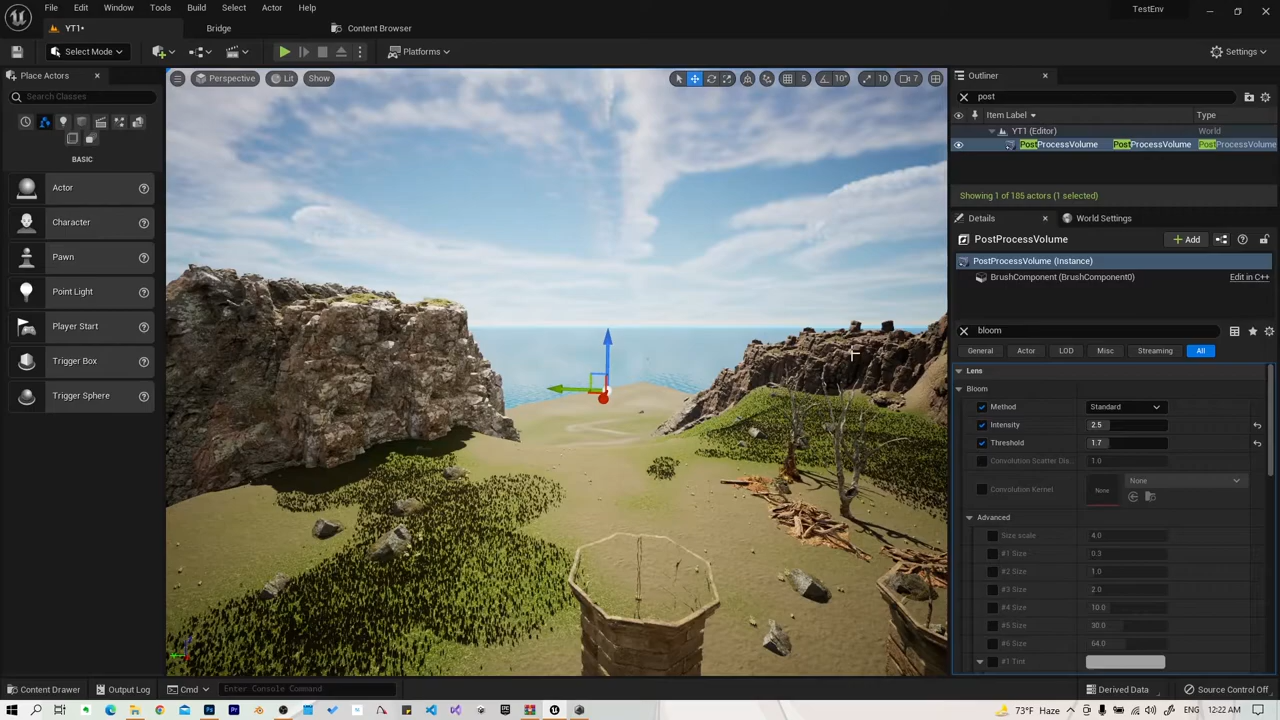 File Edit Window Tools Build Select Actor Help TestEnv
YT1• Bridge Content Browser
Select Mode Platforms Settings
Place Actors
Search Classes
BASIC
Actor
Character
Pawn
Point Light
Player Start
Trigger Box
Trigger Sphere
Perspective Lit Show 5 10° 10 7
Outliner
post
Item Label Type
YT1 (Editor) World
PostProcessVolume PostProcessVolume PostProcessVolume
Showing 1 of 185 actors (1 selected)
Details World Settings
PostProcessVolume Add
PostProcessVolume (Instance)
BrushComponent (BrushComponent0) Edit in C++
bloom
General Actor LOD Misc Streaming All
Lens
Bloom
Method Standard
Intensity 2.5
Threshold 1.7
Convolution Scatter Dis... 1.0
Convolution Kernel None None
Advanced
Size scale 4.0
#1 Size 0.3
#2 Size 1.0
#3 Size 2.0
#4 Size 10.0
#5 Size 30.0
#6 Size 64.0
#1 Tint
Content Drawer Output Log Cmd Enter Console Command Derived Data Source Control Off
73°F Haze 12:22 AM